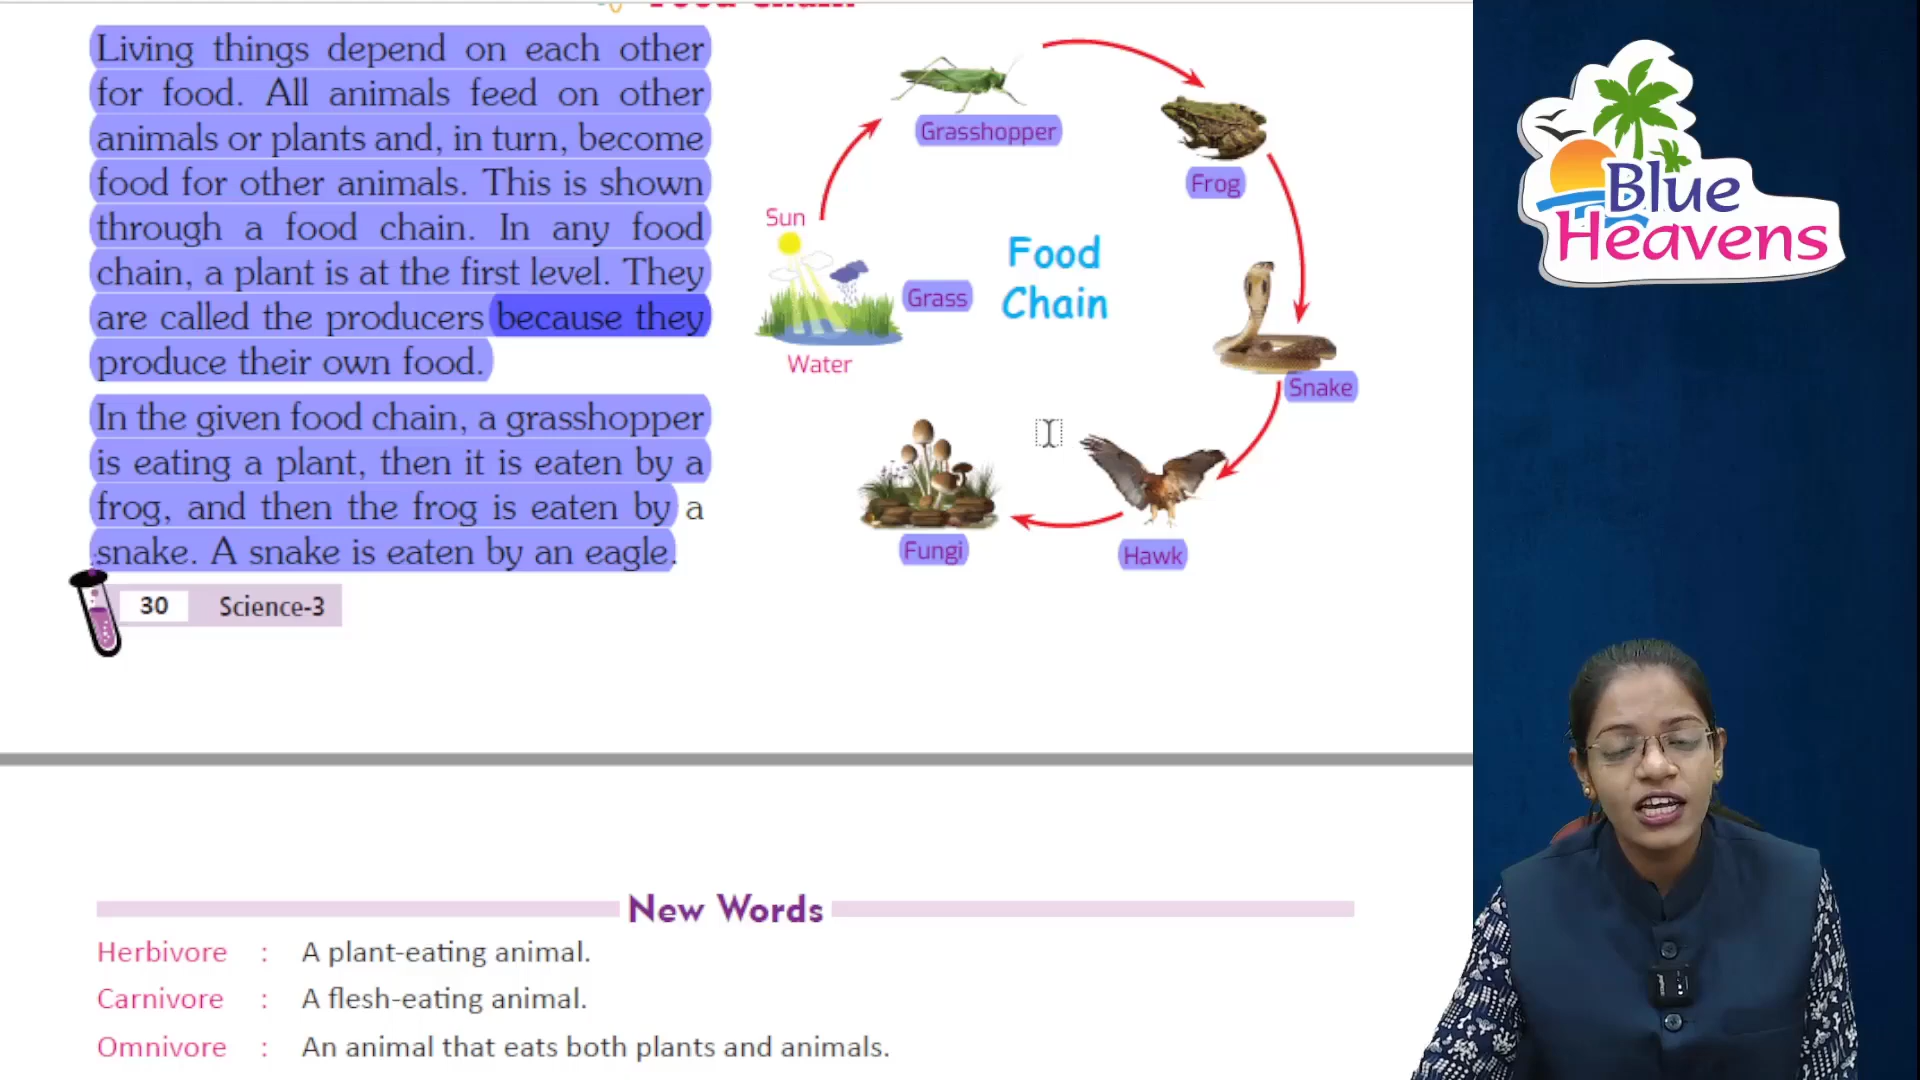 Food Chain
Living things depend on each other
for food. All animals feed on other
animals or plants and, in turn, become
food for other animals. This is shown
through a food chain. In any food
chain, a plant is at the first level. They
are called the producers because they
produce their own food.
In the given food chain, a grasshopper
is eating a plant, then it is eaten by a
frog, and then the frog is eaten by a
snake. A snake is eaten by an eagle.
30 Science-3
Grasshopper
Frog
Sun
Food
Chain
Grass
Water
Snake
Fungi
Hawk
New Words
Herbivore : A plant-eating animal.
Carnivore : A flesh-eating animal.
Omnivore : An animal that eats both plants and animals.
Blue
Heavens